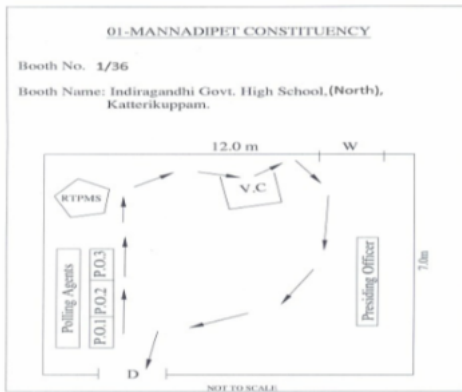 01-MANNADIPET CONSTITUENCY
Booth No. 1/36
Booth Name: Indiragandhi Govt. High School,(North),
Katterikuppam.
12.0 m
W
RTPMS
V.C
Polling Agents
P.O.1
P.O.2
P.O.3
Presiding Officer
7.0m
D
NOT TO SCALE